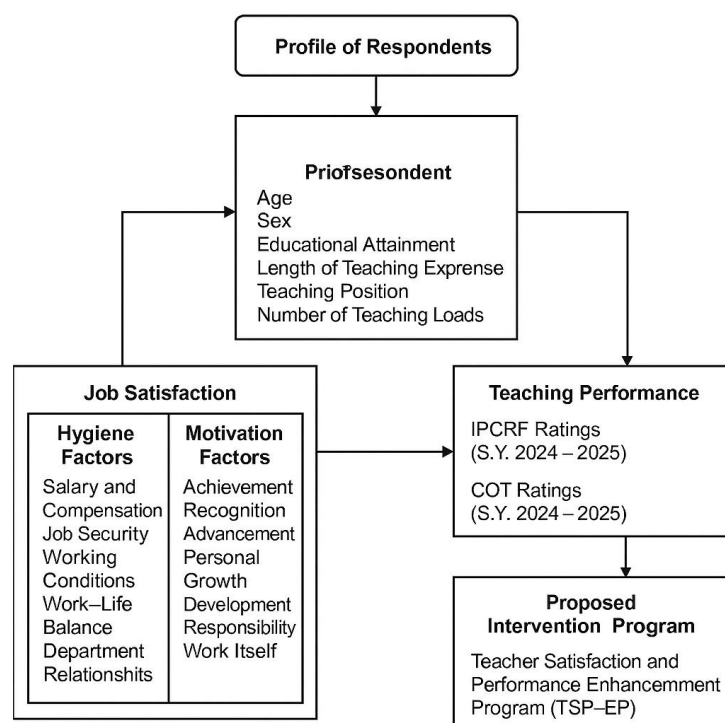 Profile of Respondents
Priorsesondent
Age
Sex
Educational Attainment
Length of Teaching Exprense
Teaching Position
Number of Teaching Loads
Job Satisfaction
Hygiene
Factors
Salary and
Compensation
Job Security
Working
Conditions
Work–Life
Balance
Department
Relationshits
Motivation
Factors
Achievement
Recognition
Advancement
Personal
Growth
Development
Responsibility
Work Itself
Teaching Performance
IPCRF Ratings
(S.Y. 2024 – 2025)
COT Ratings
(S.Y. 2024 – 2025)
Proposed
Intervention Program
Teacher Satisfaction and
Performance Enhancemment
Program (TSP–EP)